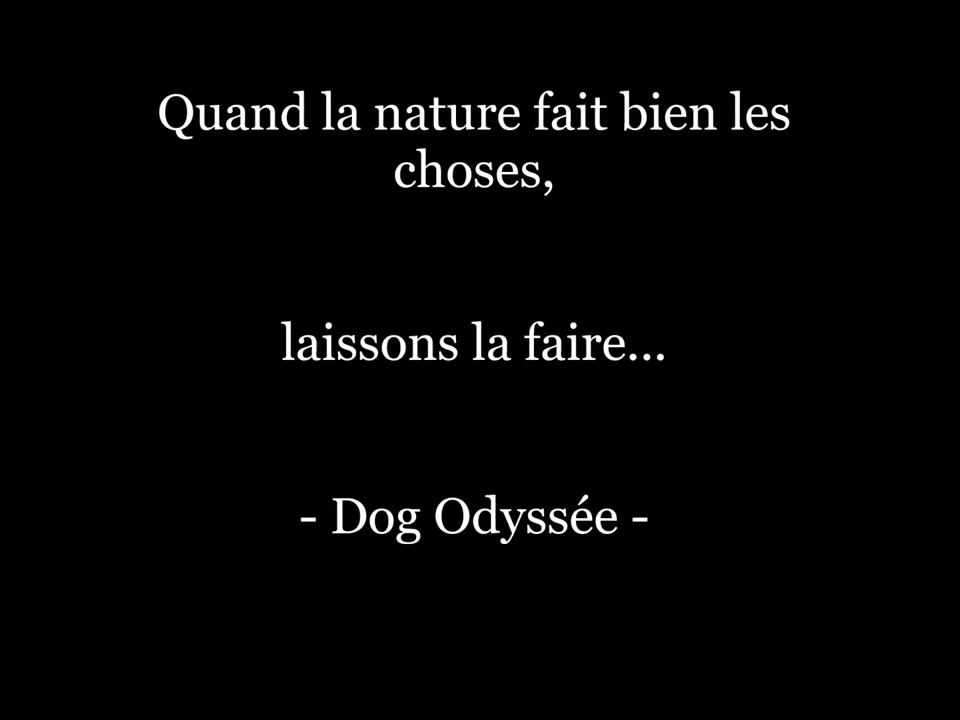 Quand la nature fait bien les
choses,
laissons la faire...
- Dog Odyssée -